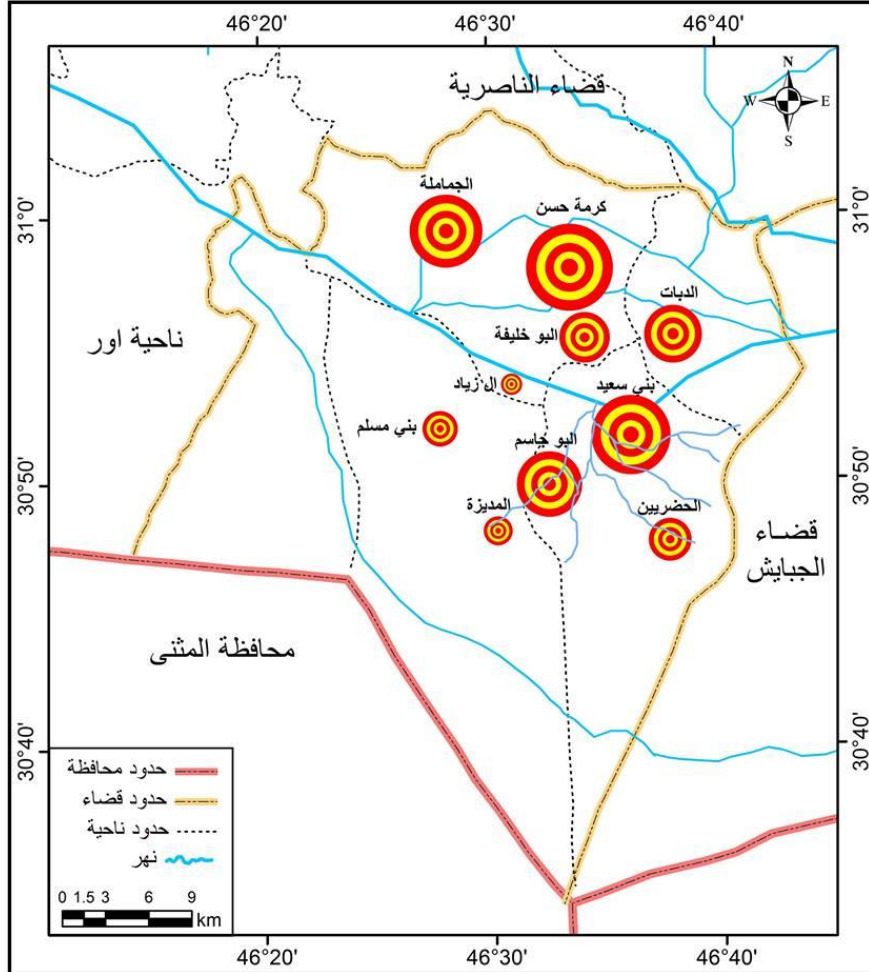 46°20'
46°30'
46°40'
قضاء الناصرية
N
W
E
S
31°0'
31°0'
الجماملة
كرمة حسن
الدبات
البو خليفة
ناحية اور
ال زياد
بني سعيد
بني مسلم
البو جاسم
30°50'
30°50'
المديزة
الحضريين
قضاء
الجبايش
محافظة المثنى
30°40'
30°40'
حدود محافظة
حدود قضاء
حدود ناحية
نهر
0 1.5 3 6 9
km
46°20'
46°30'
46°40'